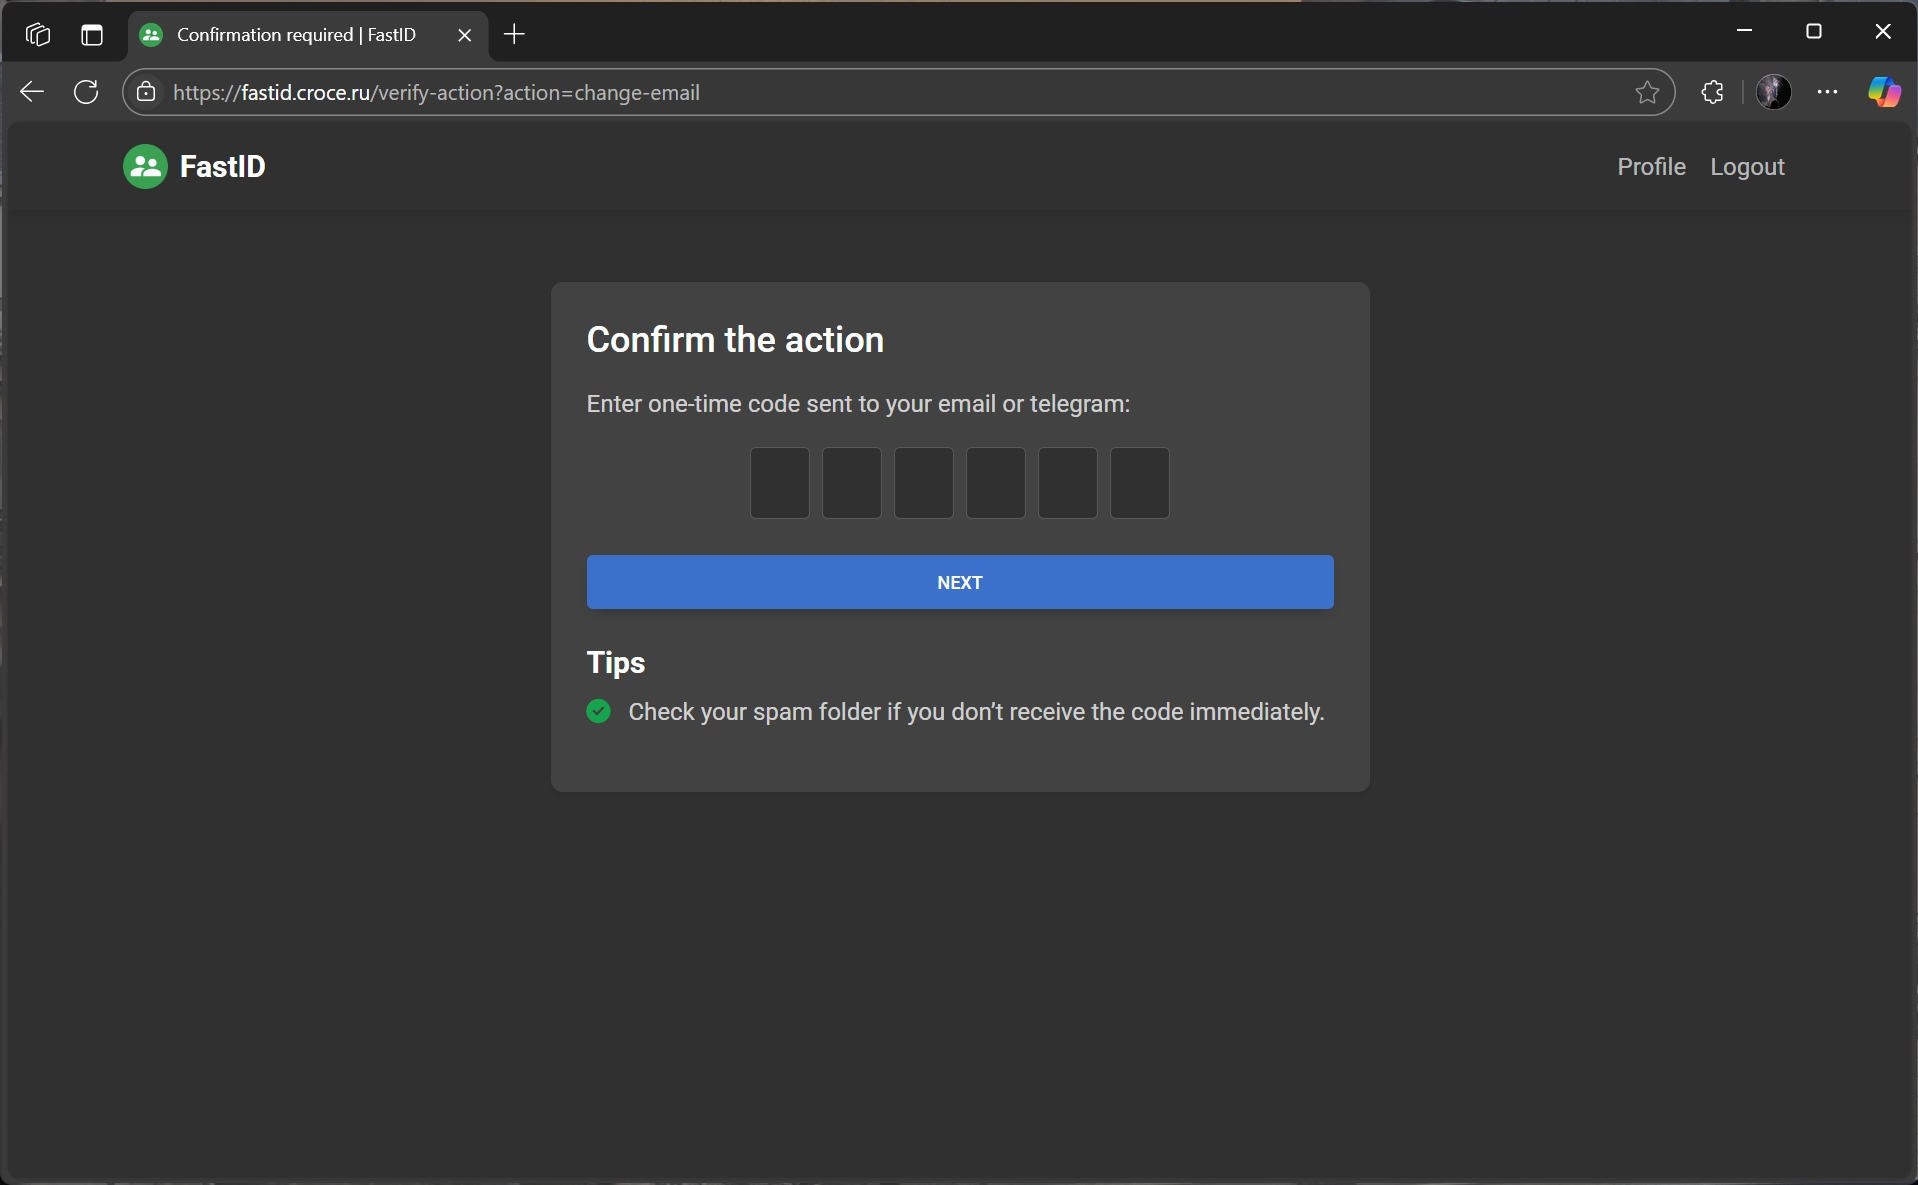 Confirmation required | FastID
https://fastid.croce.ru/verify-action?action=change-email
FastID
Profile
Logout
Confirm the action
Enter one-time code sent to your email or telegram:
NEXT
Tips
Check your spam folder if you don’t receive the code immediately.